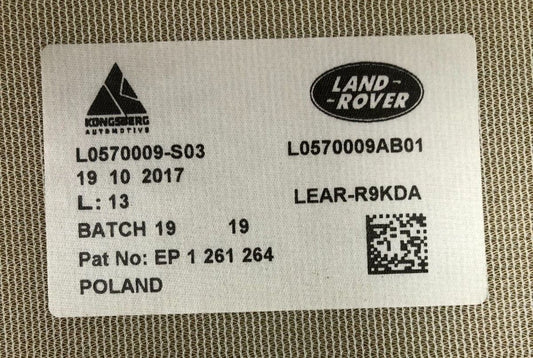 KONGSBERG
AUTOMOTIVE
LAND-
-ROVER
L0570009-S03
L0570009AB01
19 10 2017
L: 13
LEAR-R9KDA
BATCH 19 19
Pat No: EP 1 261 264
POLAND